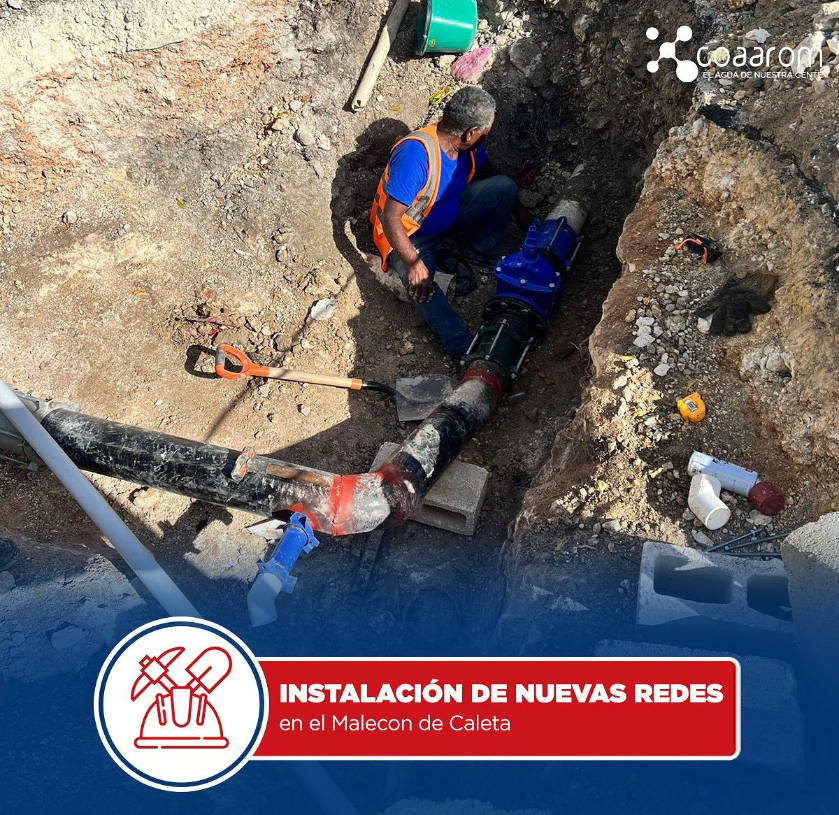 coaarom
EL AGUA DE NUESTRA GENTE
INSTALACIÓN DE NUEVAS REDES
en el Malecon de Caleta